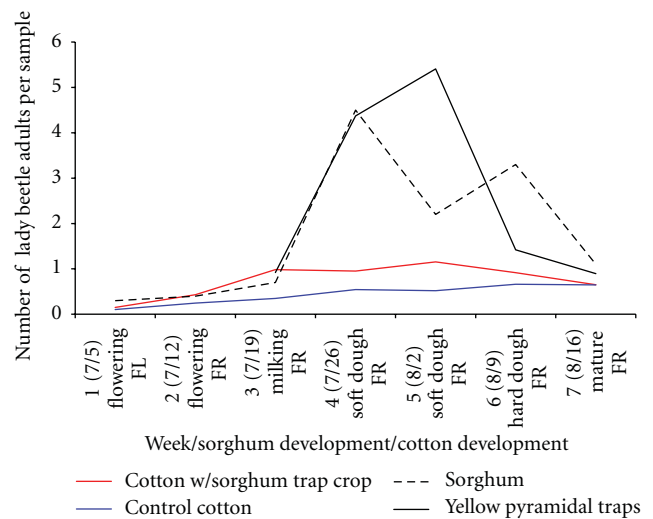 Number of lady beetle adults per sample
6
5
4
3
2
1
0
1 (7/5)
flowering
FL
2 (7/12)
flowering
FR
3 (7/19)
milking
FR
4 (7/26)
soft dough
FR
5 (8/2)
soft dough
FR
6 (8/9)
hard dough
FR
7 (8/16)
mature
FR
Week/sorghum development/cotton development
Cotton w/sorghum trap crop
Control cotton
Sorghum
Yellow pyramidal traps